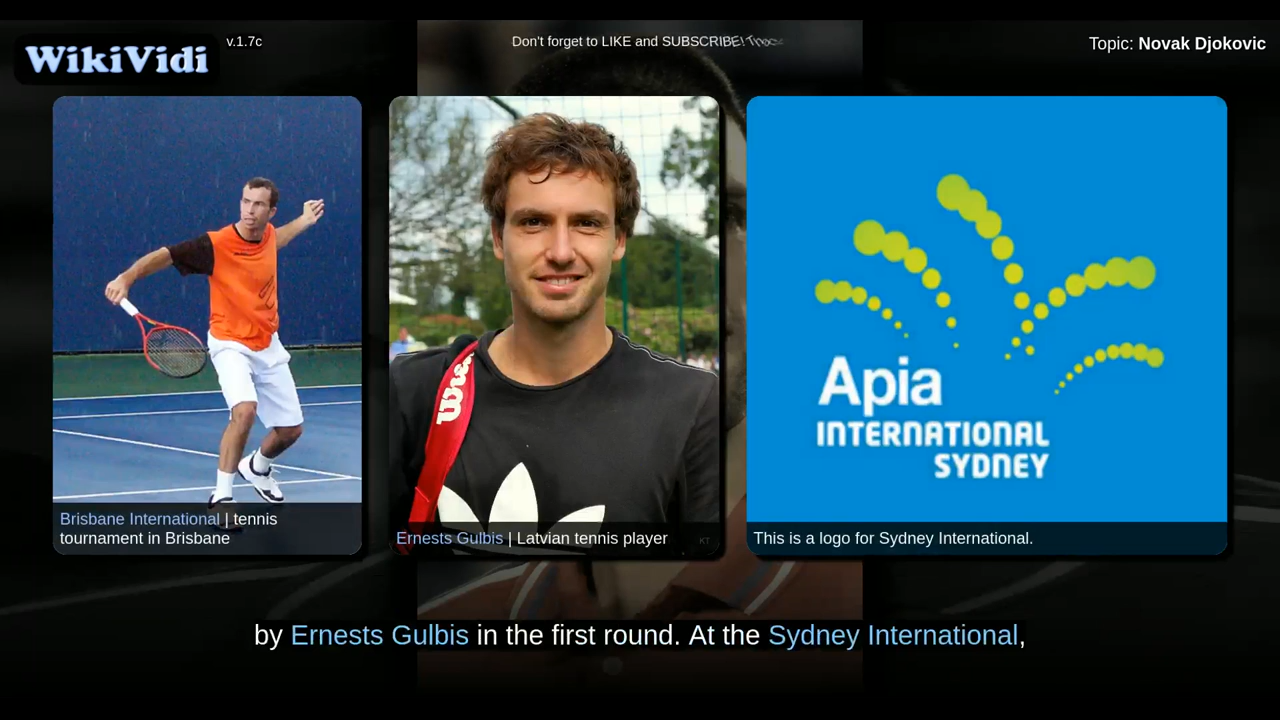 WikiVidi
v.1.7c
Don't forget to LIKE and SUBSCRIBE!
Topic: Novak Djokovic
Wilson
Brisbane International | tennis
tournament in Brisbane
Ernests Gulbis | Latvian tennis player
KT
Apia
INTERNATIONAL
SYDNEY
This is a logo for Sydney International.
by Ernests Gulbis in the first round. At the Sydney International,